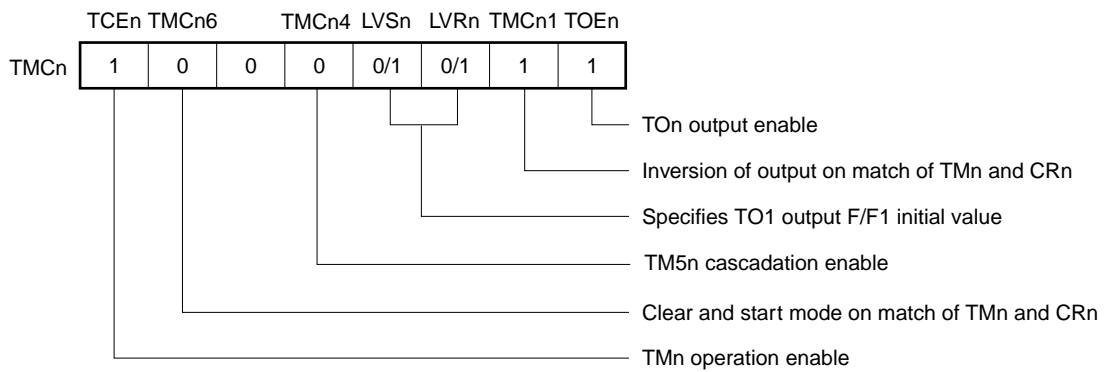 TCEn TMCn6 TMCn4 LVSn LVRn TMCn1 TOEn
TMCn 1 0 0 0 0/1 0/1 1 1
TOn output enable
Inversion of output on match of TMn and CRn
Specifies TO1 output F/F1 initial value
TM5n cascadation enable
Clear and start mode on match of TMn and CRn
TMn operation enable